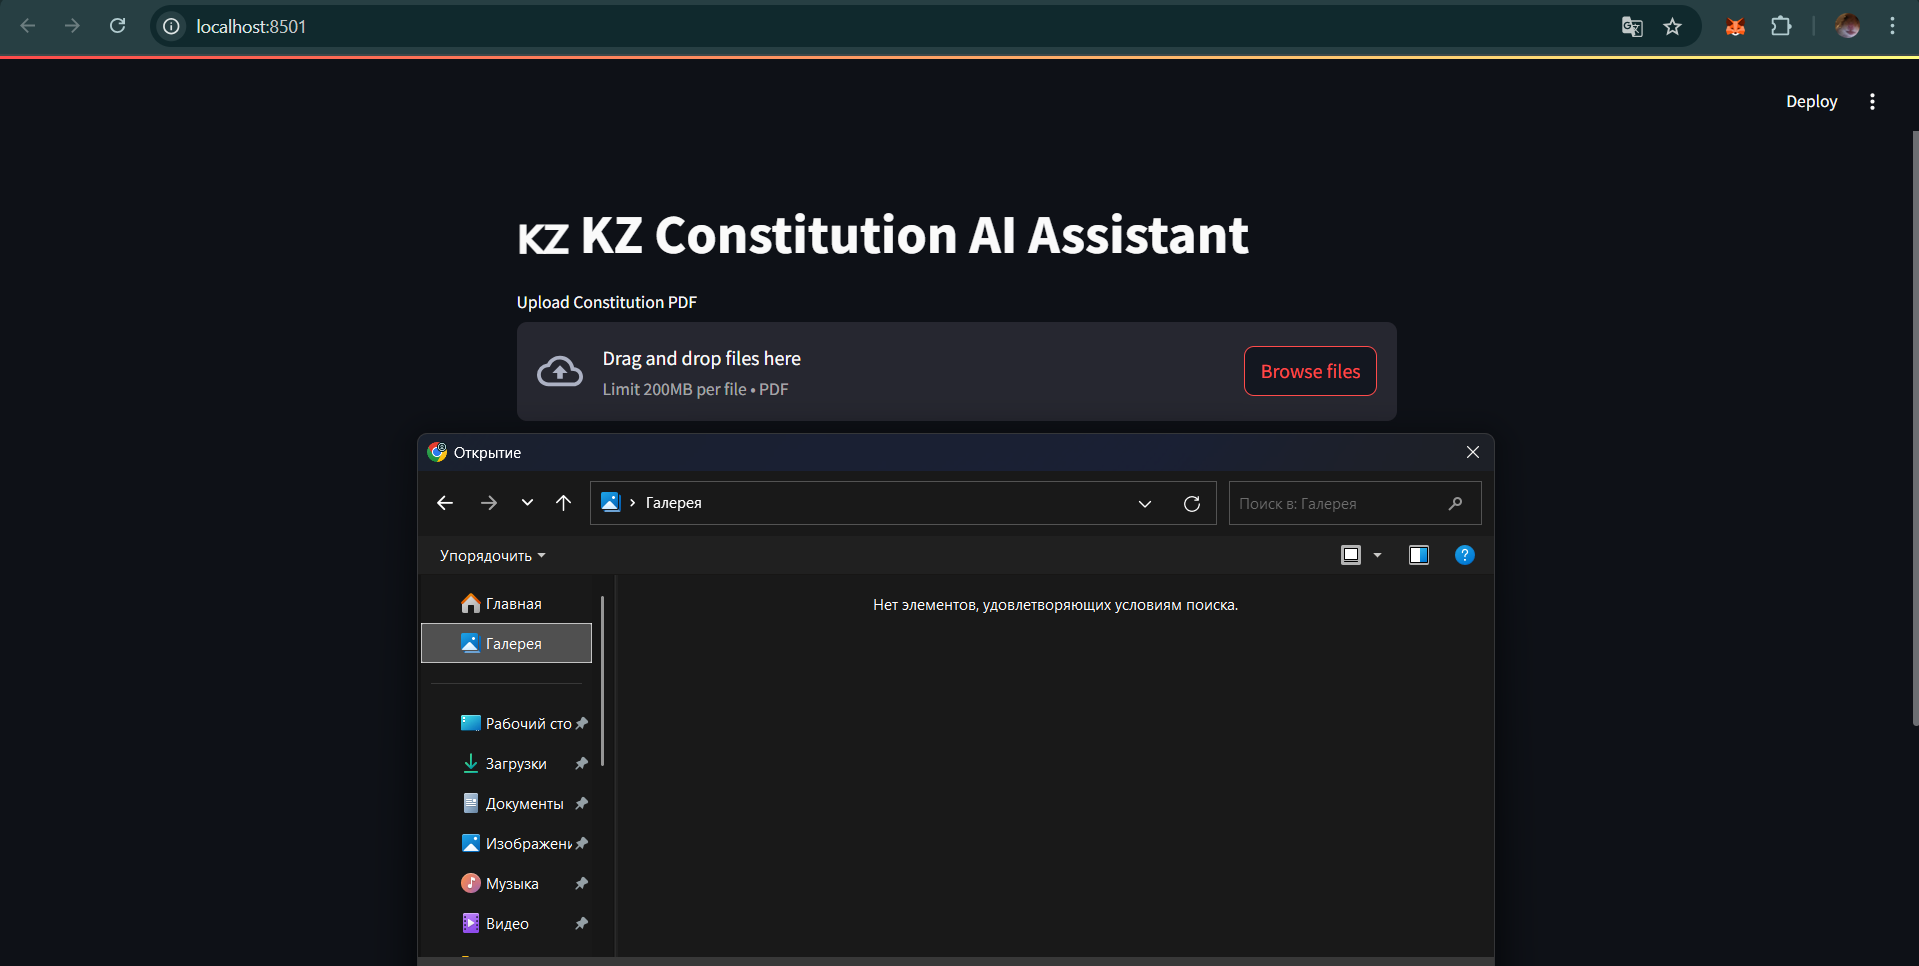 localhost:8501
Deploy
KZ KZ Constitution AI Assistant
Upload Constitution PDF
Drag and drop files here
Limit 200MB per file • PDF
Browse files
Открытие
Галерея
Поиск в: Галерея
Упорядочить
Главная
Нет элементов, удовлетворяющих условиям поиска.
Галерея
Рабочий сто
Загрузки
Документы
Изображени
Музыка
Видео